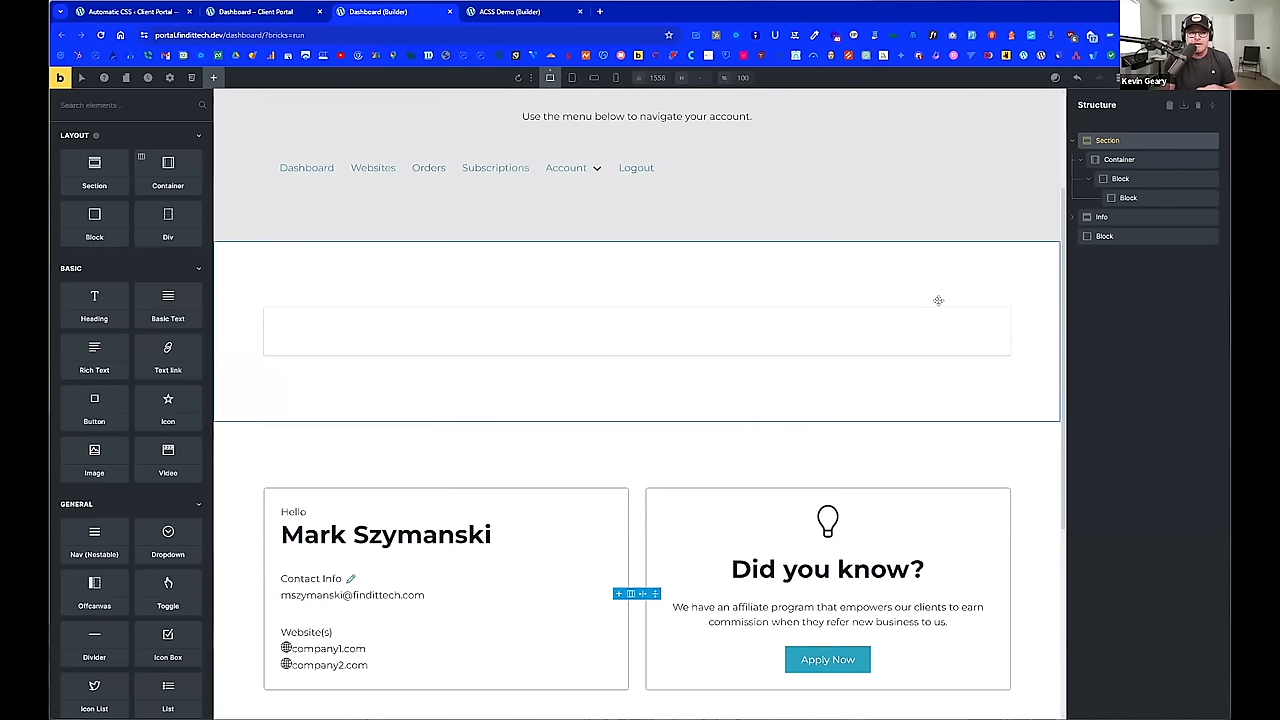 Automatic CSS ‹ Client Portal —
Dashboard – Client Portal
Dashboard (Builder)
ACSS Demo (Builder)
portal.findittech.dev/dashboard/?bricks=run
Kevin Geary
b
1558
H
-
%
100
Search elements ..
LAYOUT
Section
Container
Block
Div
BASIC
Heading
Basic Text
Rich Text
Text link
Button
Icon
Image
Video
GENERAL
Nav (Nestable)
Dropdown
Offcanvas
Toggle
Divider
Icon Box
Icon List
List
Use the menu below to navigate your account.
Dashboard
Websites
Orders
Subscriptions
Account
Logout
Hello
Mark Szymanski
Contact Info
mszymanski@findittech.com
Website(s)
company1.com
company2.com
Did you know?
We have an affiliate program that empowers our clients to earn
commission when they refer new business to us.
Apply Now
Structure
Section
Container
Block
Block
Info
Block